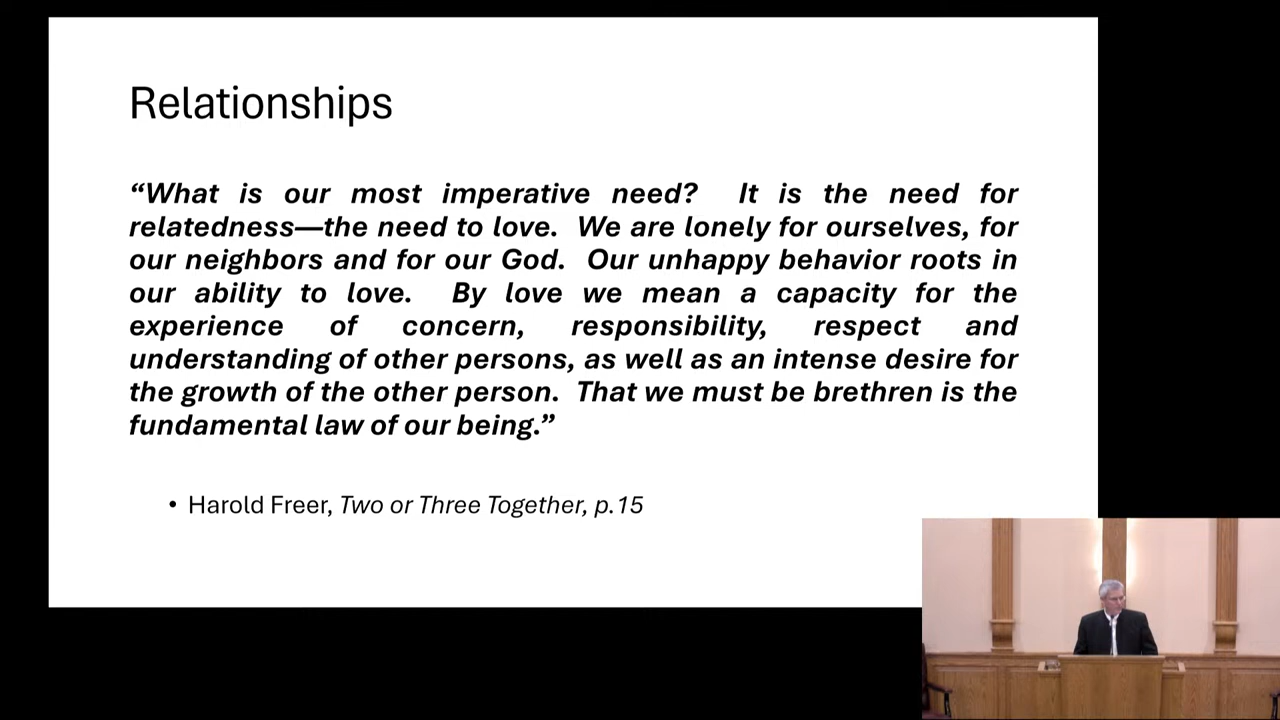 Relationships
“What is our most imperative need? It is the need for
relatedness—the need to love. We are lonely for ourselves, for
our neighbors and for our God. Our unhappy behavior roots in
our ability to love. By love we mean a capacity for the
experience of concern, responsibility, respect and
understanding of other persons, as well as an intense desire for
the growth of the other person. That we must be brethren is the
fundamental law of our being.”
• Harold Freer, Two or Three Together, p.15